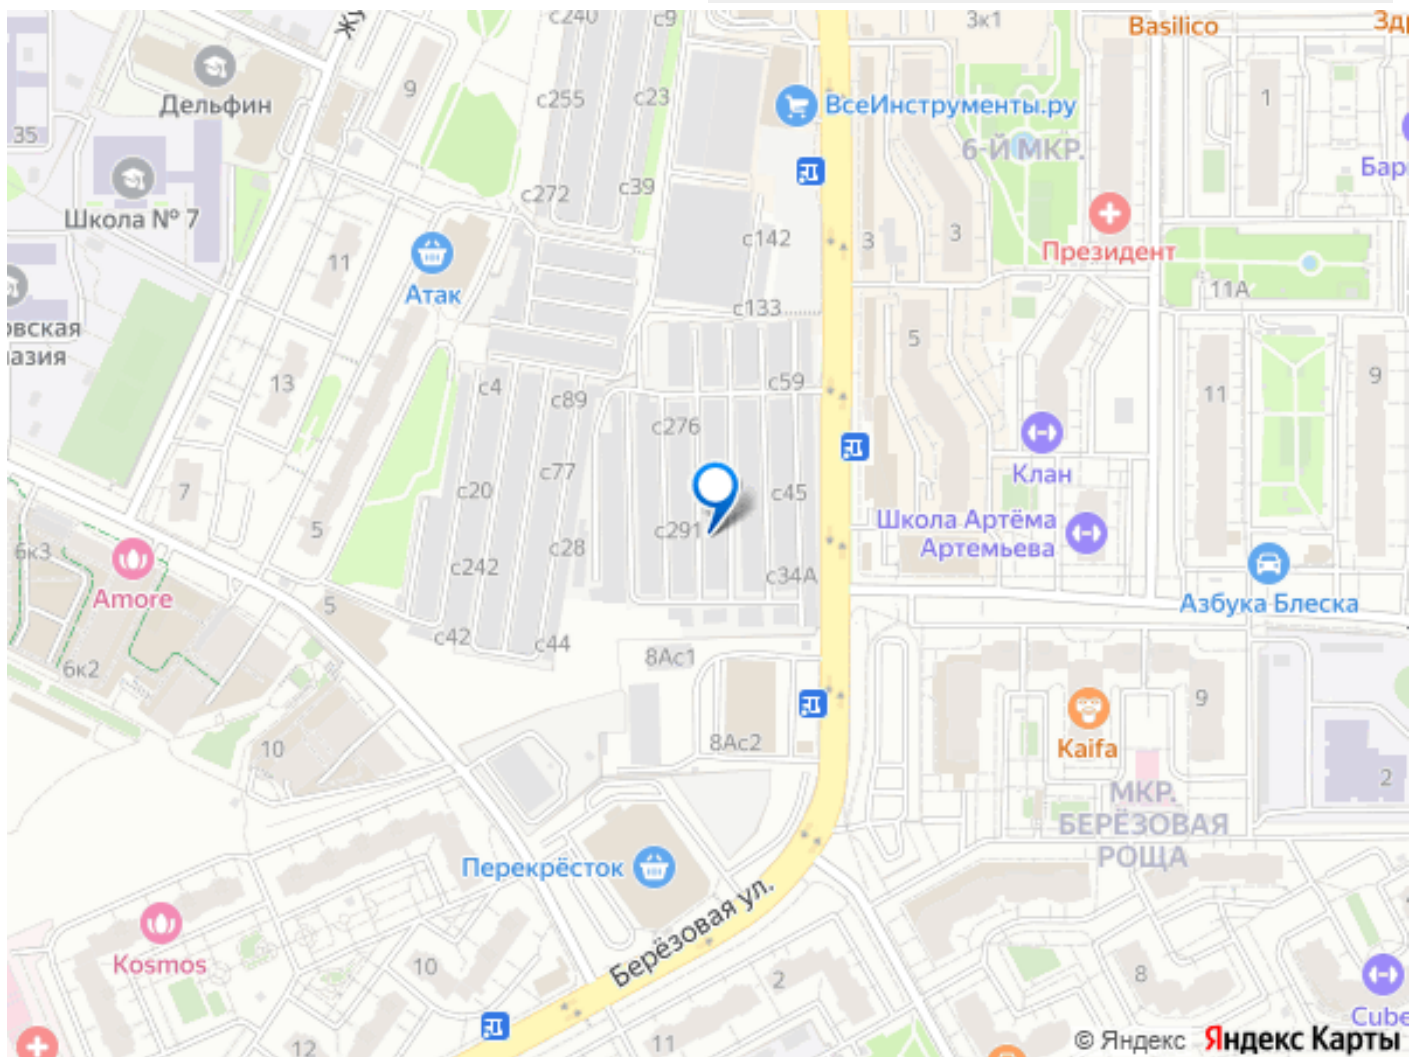 с240
с9
3к1
Basilico
Здр
Жу
Дельфин
9
с255
с23
ВсеИнструменты.ру
1
35
6-Й МКР.
Бар
Школа № 7
с272
с39
Президент
с142
3
3
11
Атак
11А
с133
овская
азия
5
13
с4
с89
с59
11
9
с276
Клан
7
с20
с77
с45
5
с291
Школа Артёма
Артемьева
6к3
с28
с242
с34А
Amore
5
Азбука Блеска
с42
с44
8Ас1
6к2
9
10
8Ас2
Kaifa
2
МКР.
БЕРЁЗОВАЯ
РОЩА
Перекрёсток
Берёзовая ул.
Kosmos
10
2
8
Cube
12
11
© Яндекс Яндекс Карты